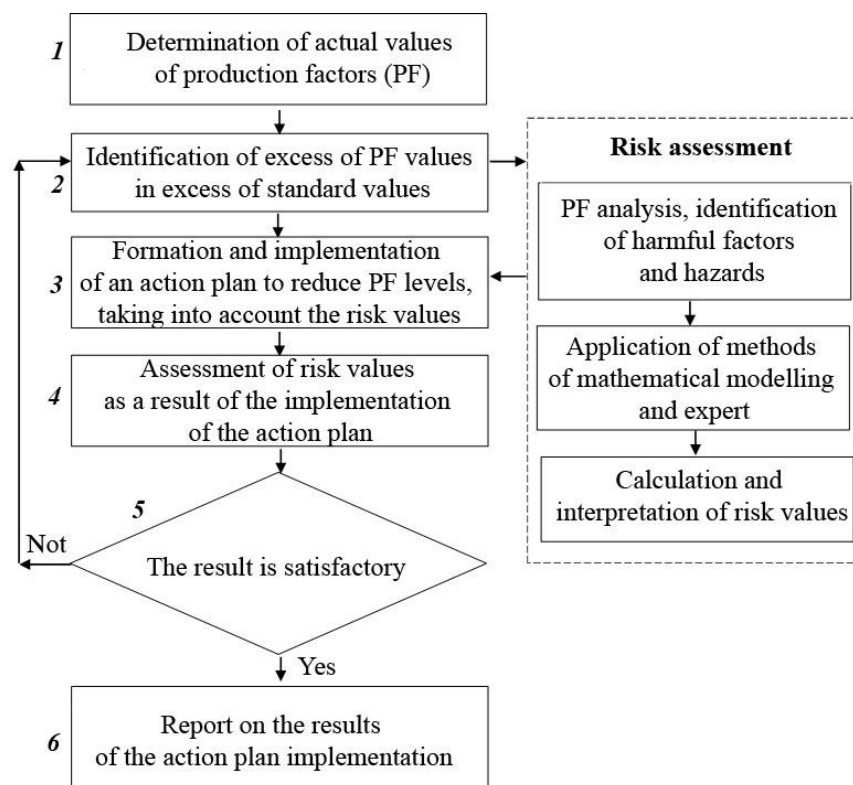 1
Determination of actual values
of production factors (PF)
2
Identification of excess of PF values
in excess of standard values
3
Formation and implementation
of an action plan to reduce PF levels,
taking into account the risk values
4
Assessment of risk values
as a result of the implementation
of the action plan
5
The result is satisfactory
Not
Yes
6
Report on the results
of the action plan implementation
Risk assessment
PF analysis, identification
of harmful factors
and hazards
Application of methods
of mathematical modelling
and expert
Calculation and
interpretation of risk values